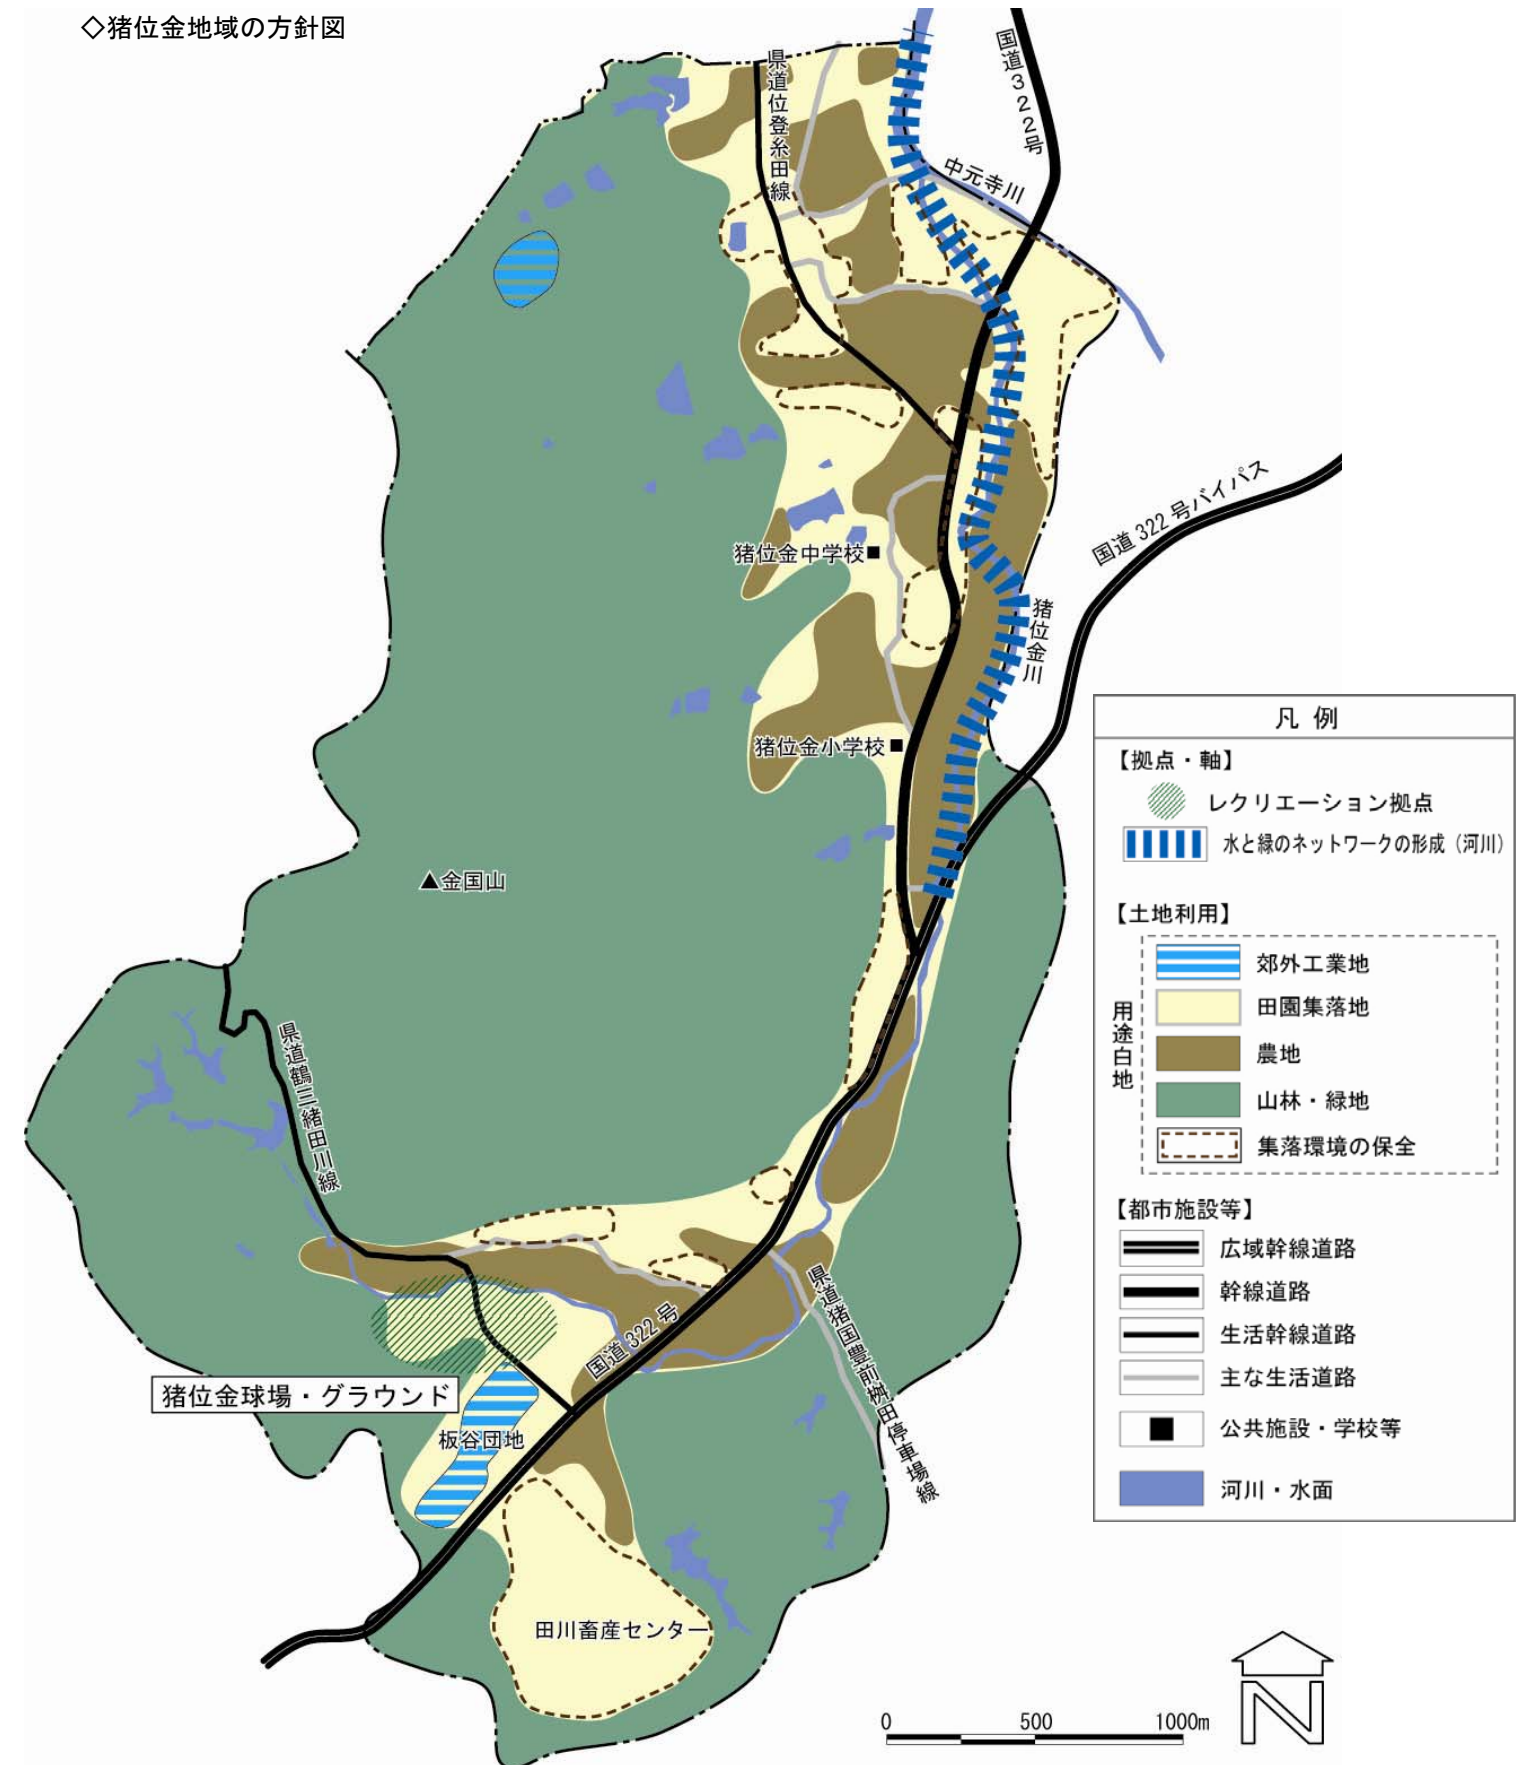 ◇猪位金地域の方針図
国道322号
県道位登糸田線
中元寺川
国道322号バイパス
猪位金中学校
猪位金川
猪位金小学校
金国山
県道鶴三緒田川線
国道322号
県道猪国豊前桝田停車場線
猪位金球場・グラウンド
板谷団地
田川畜産センター
凡 例
【拠点・軸】
レクリエーション拠点
水と緑のネットワークの形成(河川)
【土地利用】
用途白地
郊外工業地
田園集落地
農地
山林・緑地
集落環境の保全
【都市施設等】
広域幹線道路
幹線道路
生活幹線道路
主な生活道路
公共施設・学校等
河川・水面
0 500 1000m
N